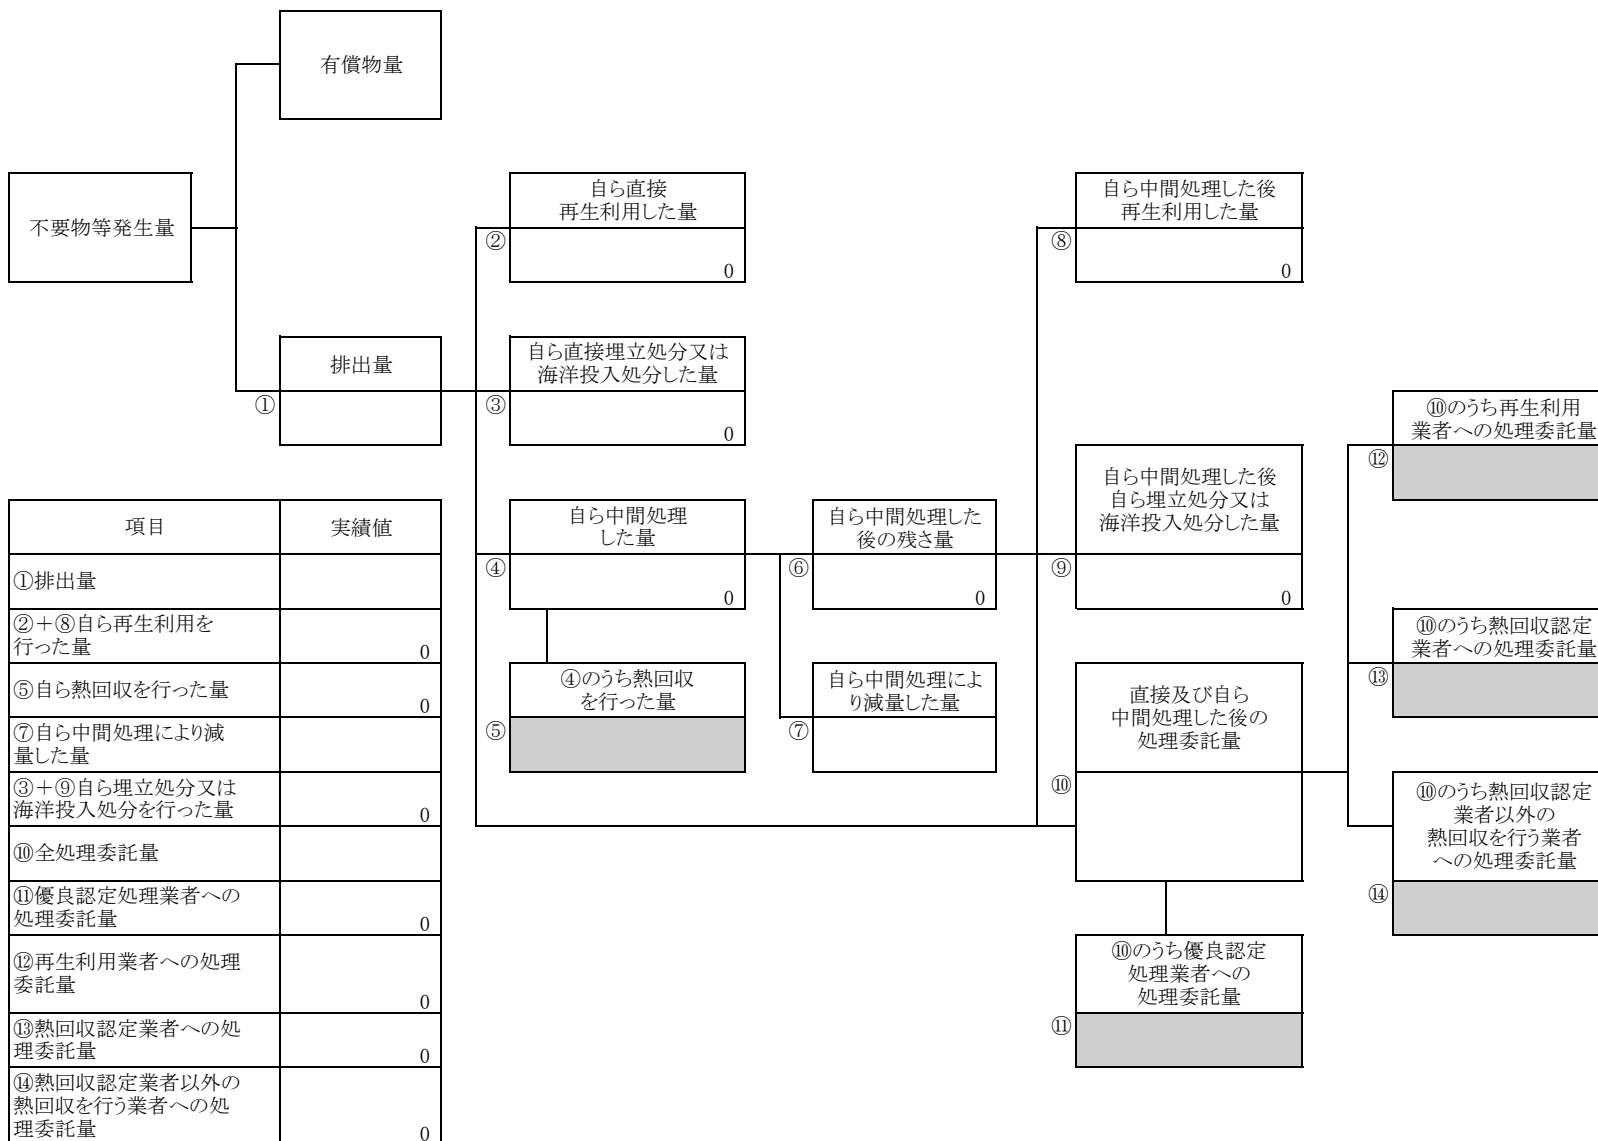 有償物量
不要物等発生量
自ら直接
再生利用した量
②
0
自ら中間処理した後
再生利用した量
⑧
0
排出量
①
自ら直接埋立処分又は
海洋投入処分した量
③
0
⑩のうち再生利用
業者への処理委託量
⑫
自ら中間処理
した量
④
0
自ら中間処理した
後の残さ量
⑥
0
自ら中間処理した後
自ら埋立処分又は
海洋投入処分した量
⑨
0
④のうち熱回収
を行った量
⑤
自ら中間処理によ
り減量した量
⑦
直接及び自ら
中間処理した後の
処理委託量
⑩
⑩のうち熱回収認定
業者への処理委託量
⑬
⑩のうち熱回収認定
業者以外の
熱回収を行う業者
への処理委託量
⑭
⑩のうち優良認定
処理業者への
処理委託量
⑪
項目
実績値
①排出量
②＋⑧自ら再生利用を
行った量
0
⑤自ら熱回収を行った量
0
⑦自ら中間処理により減
量した量
③＋⑨自ら埋立処分又は
海洋投入処分を行った量
0
⑩全処理委託量
⑪優良認定処理業者への
処理委託量
0
⑫再生利用業者への処理
委託量
0
⑬熱回収認定業者への処
理委託量
0
⑭熱回収認定業者以外の
熱回収を行う業者への処
理委託量
0